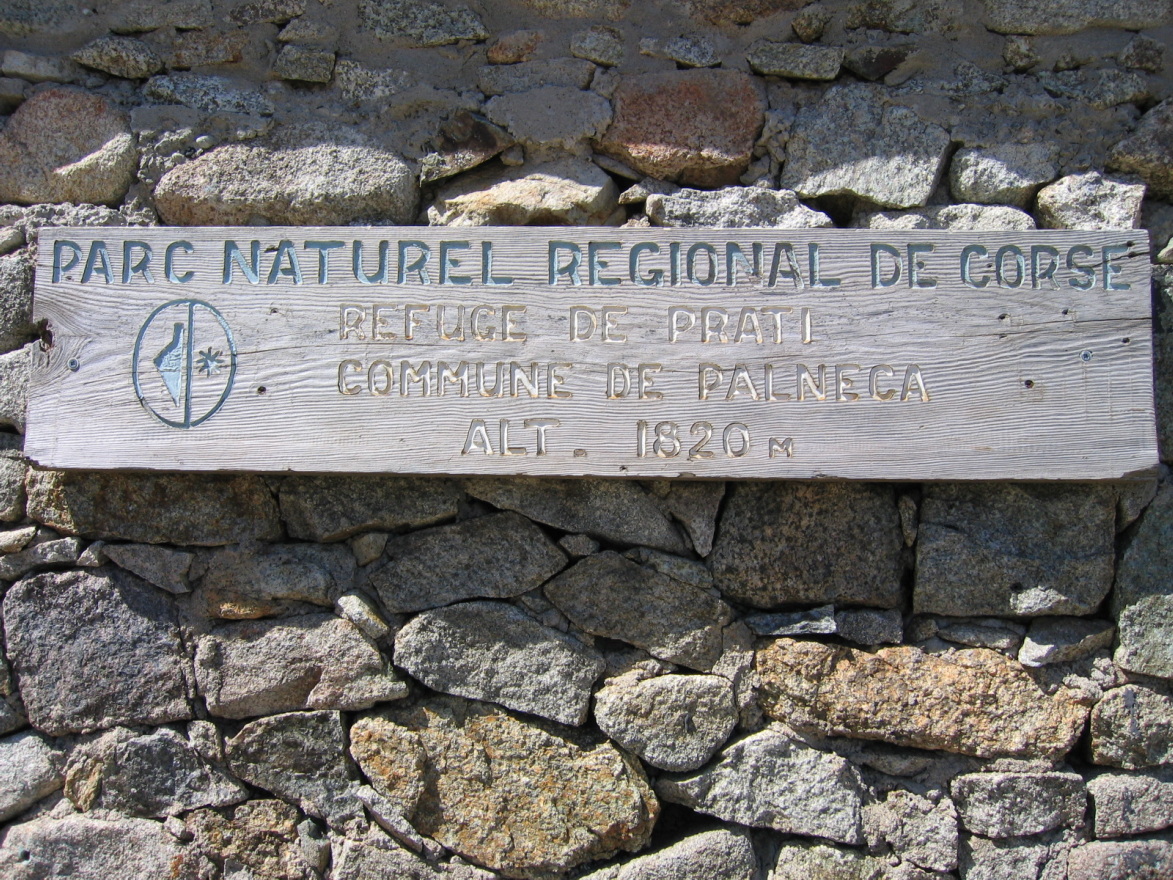 PARC NATUREL REGIONAL DE CORSE
REFUGE DE PRATI
COMMUNE DE PALNECA
ALT. 1820 M